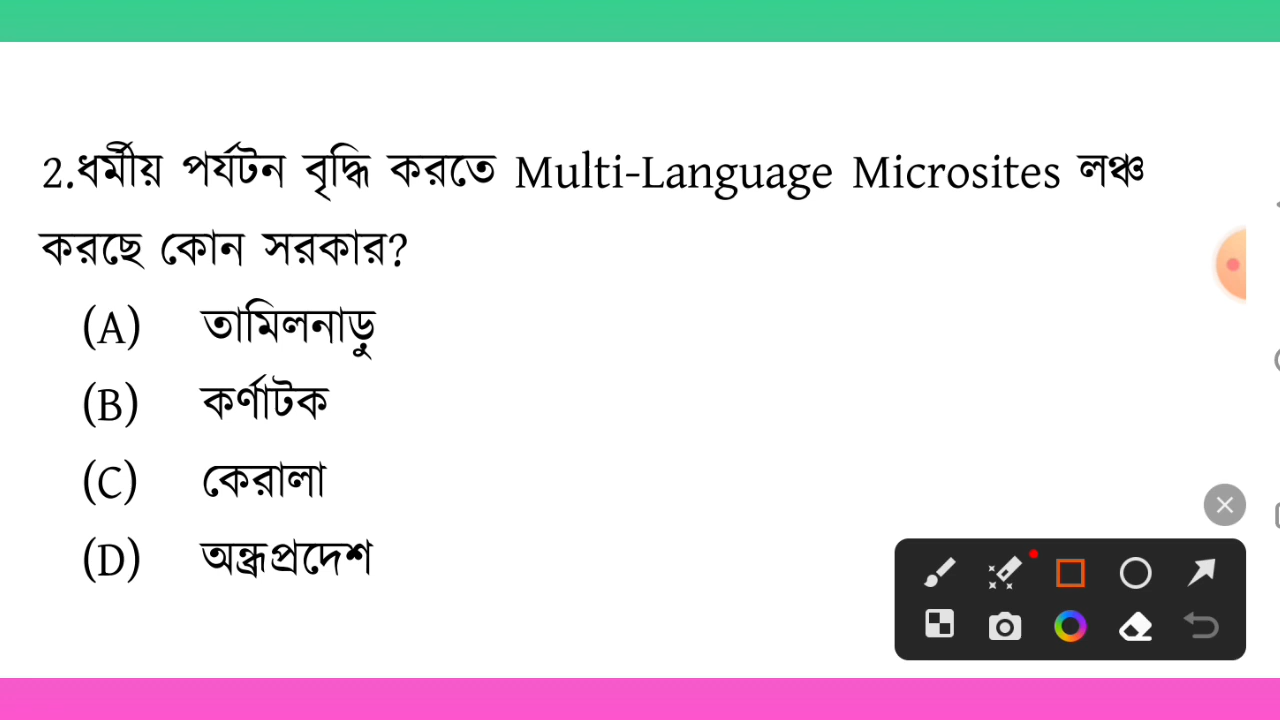 2.ধর্মীয় পর্যটন বৃদ্ধি করতে Multi-Language Microsites লঞ্চ
করছে কোন সরকার?
(A) তামিলনাড়ু
(B) কর্ণাটক
(C) কেরালা
(D) অন্ধ্রপ্রদেশ